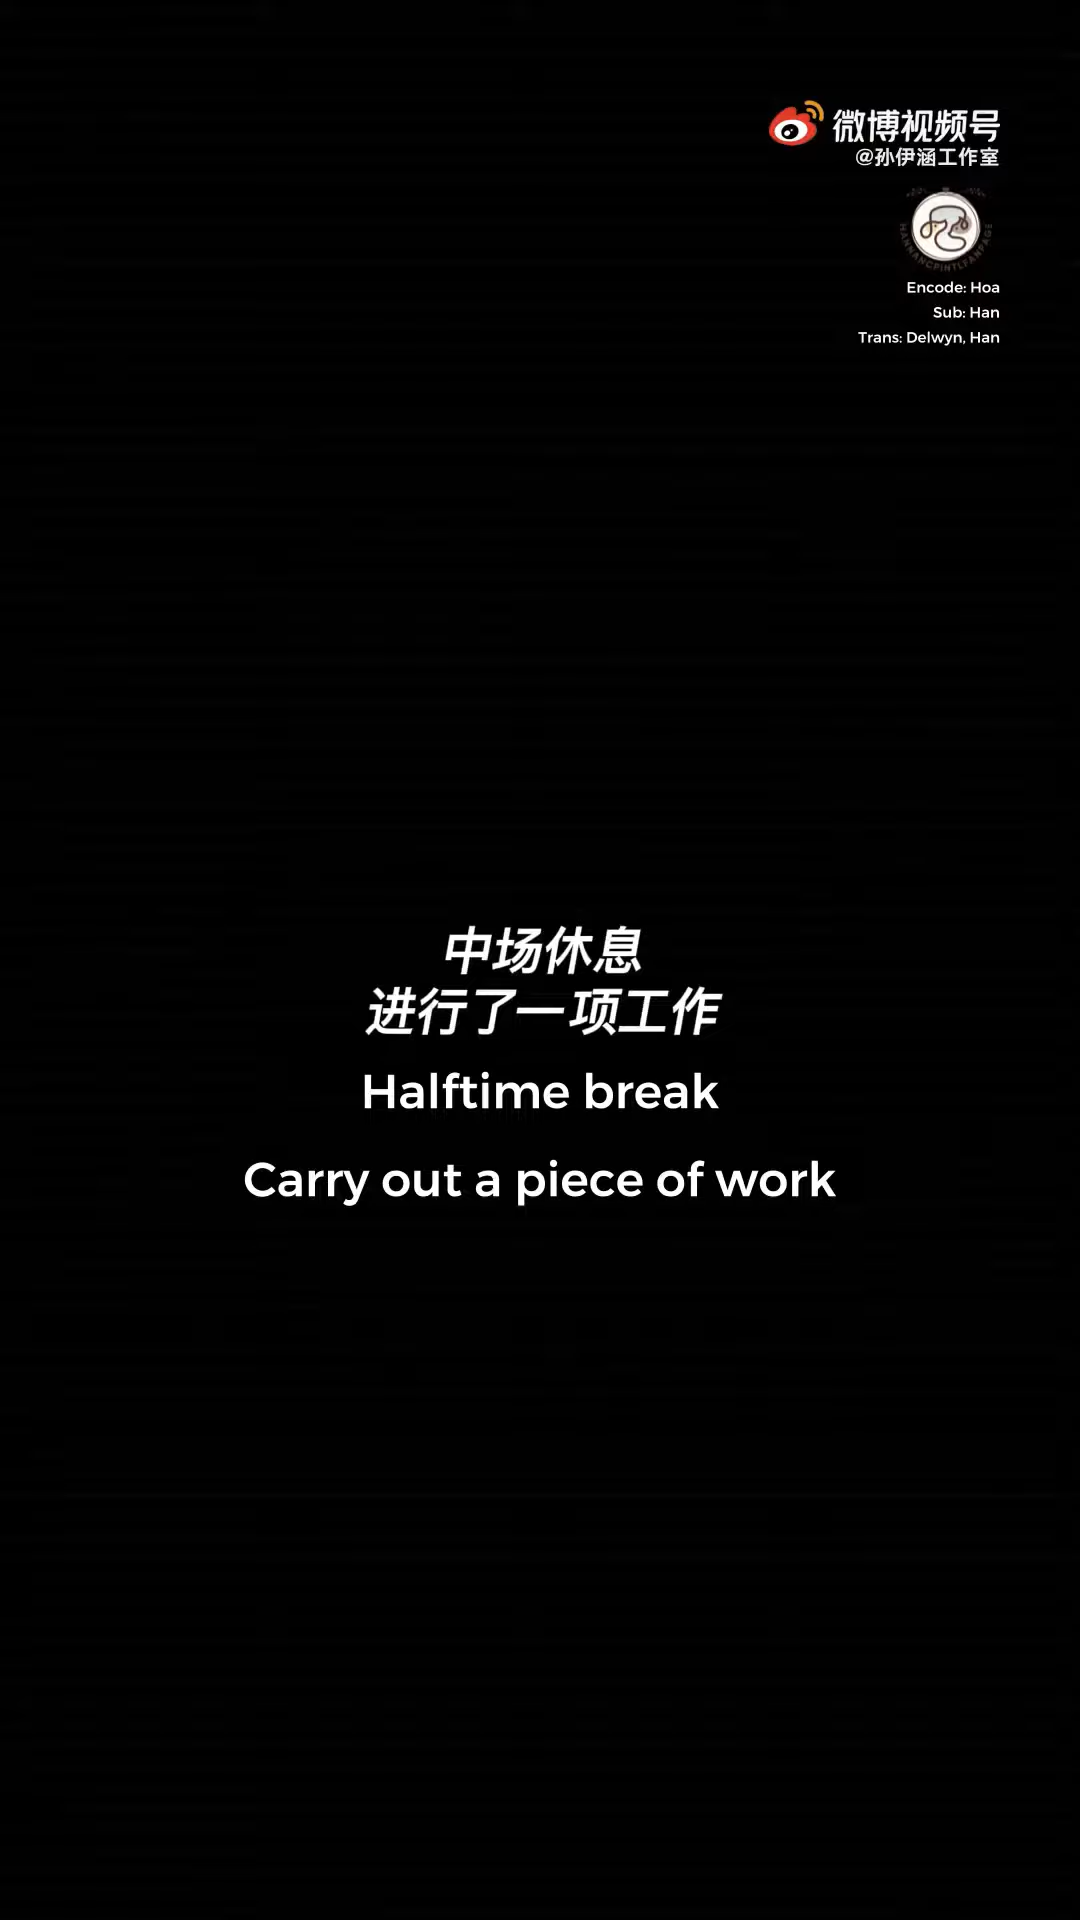 微博视频号
@孙伊涵工作室
HANNANCPINTLFANPAGE
Encode: Hoa
Sub: Han
Trans: Delwyn, Han
中场休息
进行了一项工作
Halftime break
Carry out a piece of work